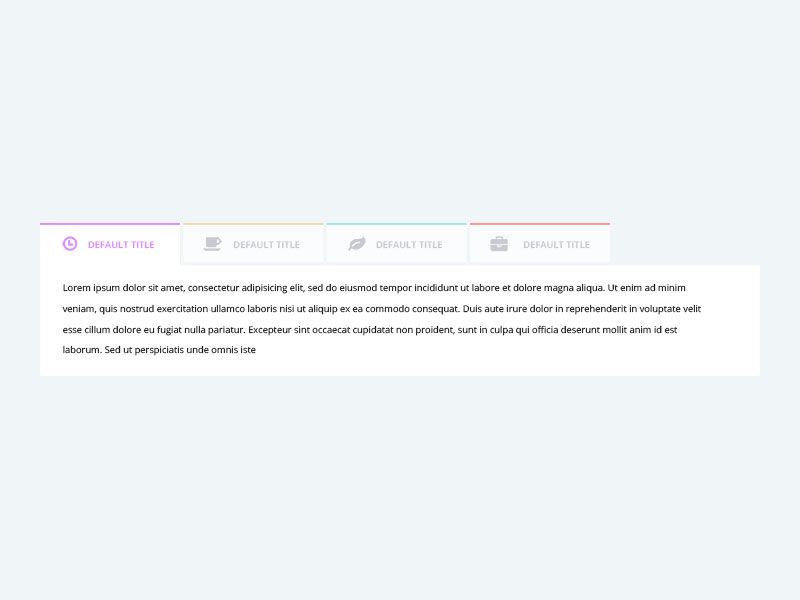 DEFAULT TITLE DEFAULT TITLE DEFAULT TITLE DEFAULT TITLE
Lorem ipsum dolor sit amet, consectetur adipisicing elit, sed do eiusmod tempor incididunt ut labore et dolore magna aliqua. Ut enim ad minim
veniam, quis nostrud exercitation ullamco laboris nisi ut aliquip ex ea commodo consequat. Duis aute irure dolor in reprehenderit in voluptate velit
esse cillum dolore eu fugiat nulla pariatur. Excepteur sint occaecat cupidatat non proident, sunt in culpa qui officia deserunt mollit anim id est
laborum. Sed ut perspiciatis unde omnis iste